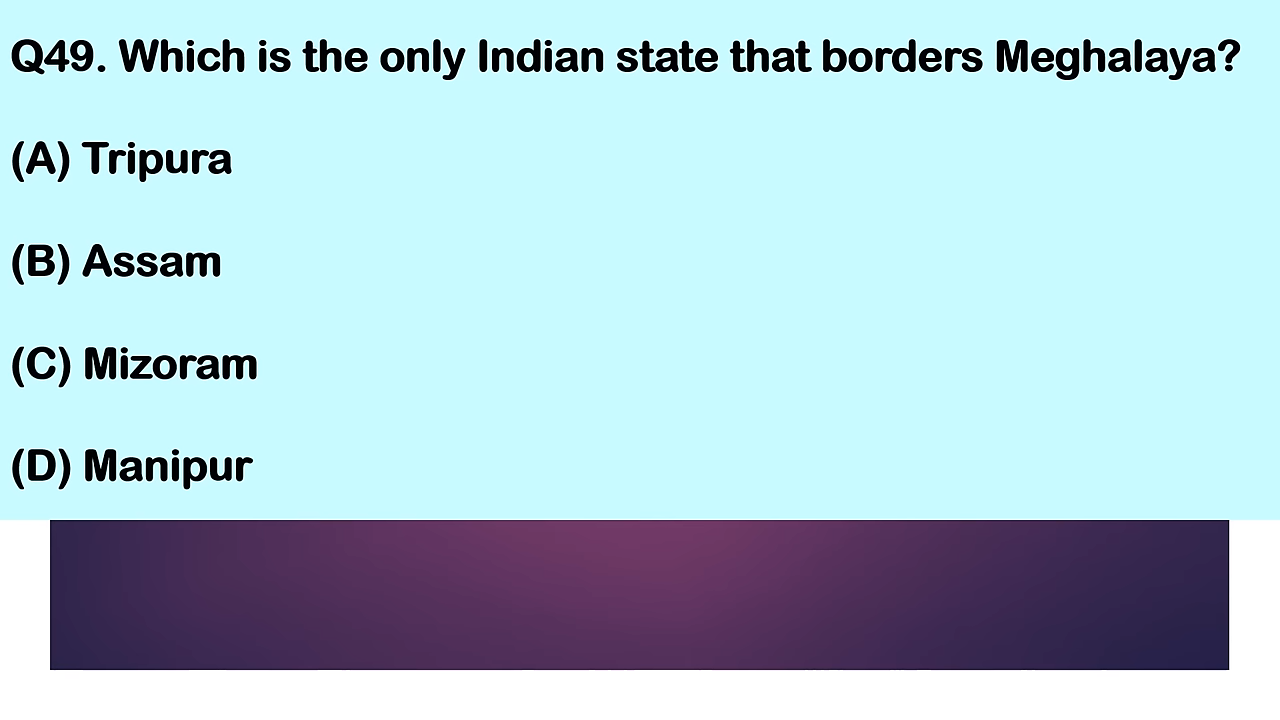 Q49. Which is the only Indian state that borders Meghalaya?
(A) Tripura
(B) Assam
(C) Mizoram
(D) Manipur